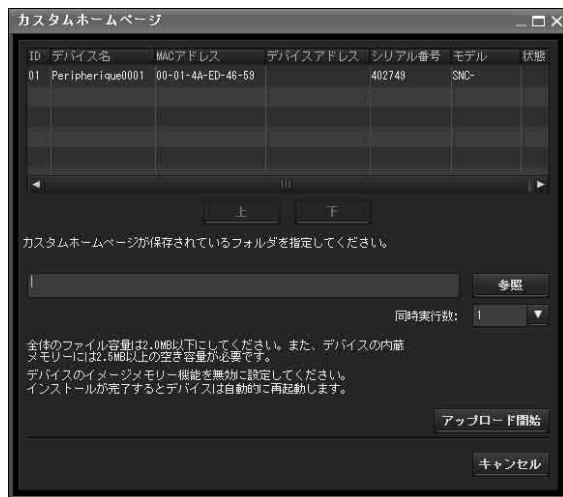 カスタムホームページ
ID デバイス名 MACアドレス デバイスアドレス シリアル番号 モデル 状態
01 Peripherique0001 00-01-4A-ED-46-59 402749 SNC-
上 下
カスタムホームページが保存されているフォルダを指定してください。
参照
同時実行数: 1
全体のファイル容量は2.0MB以下にしてください。また、デバイスの内蔵
メモリーには2.5MB以上の空き容量が必要です。
デバイスのイメージメモリー機能を無効に設定してください。
インストールが完了するとデバイスは自動的に再起動します。
アップロード開始
キャンセル